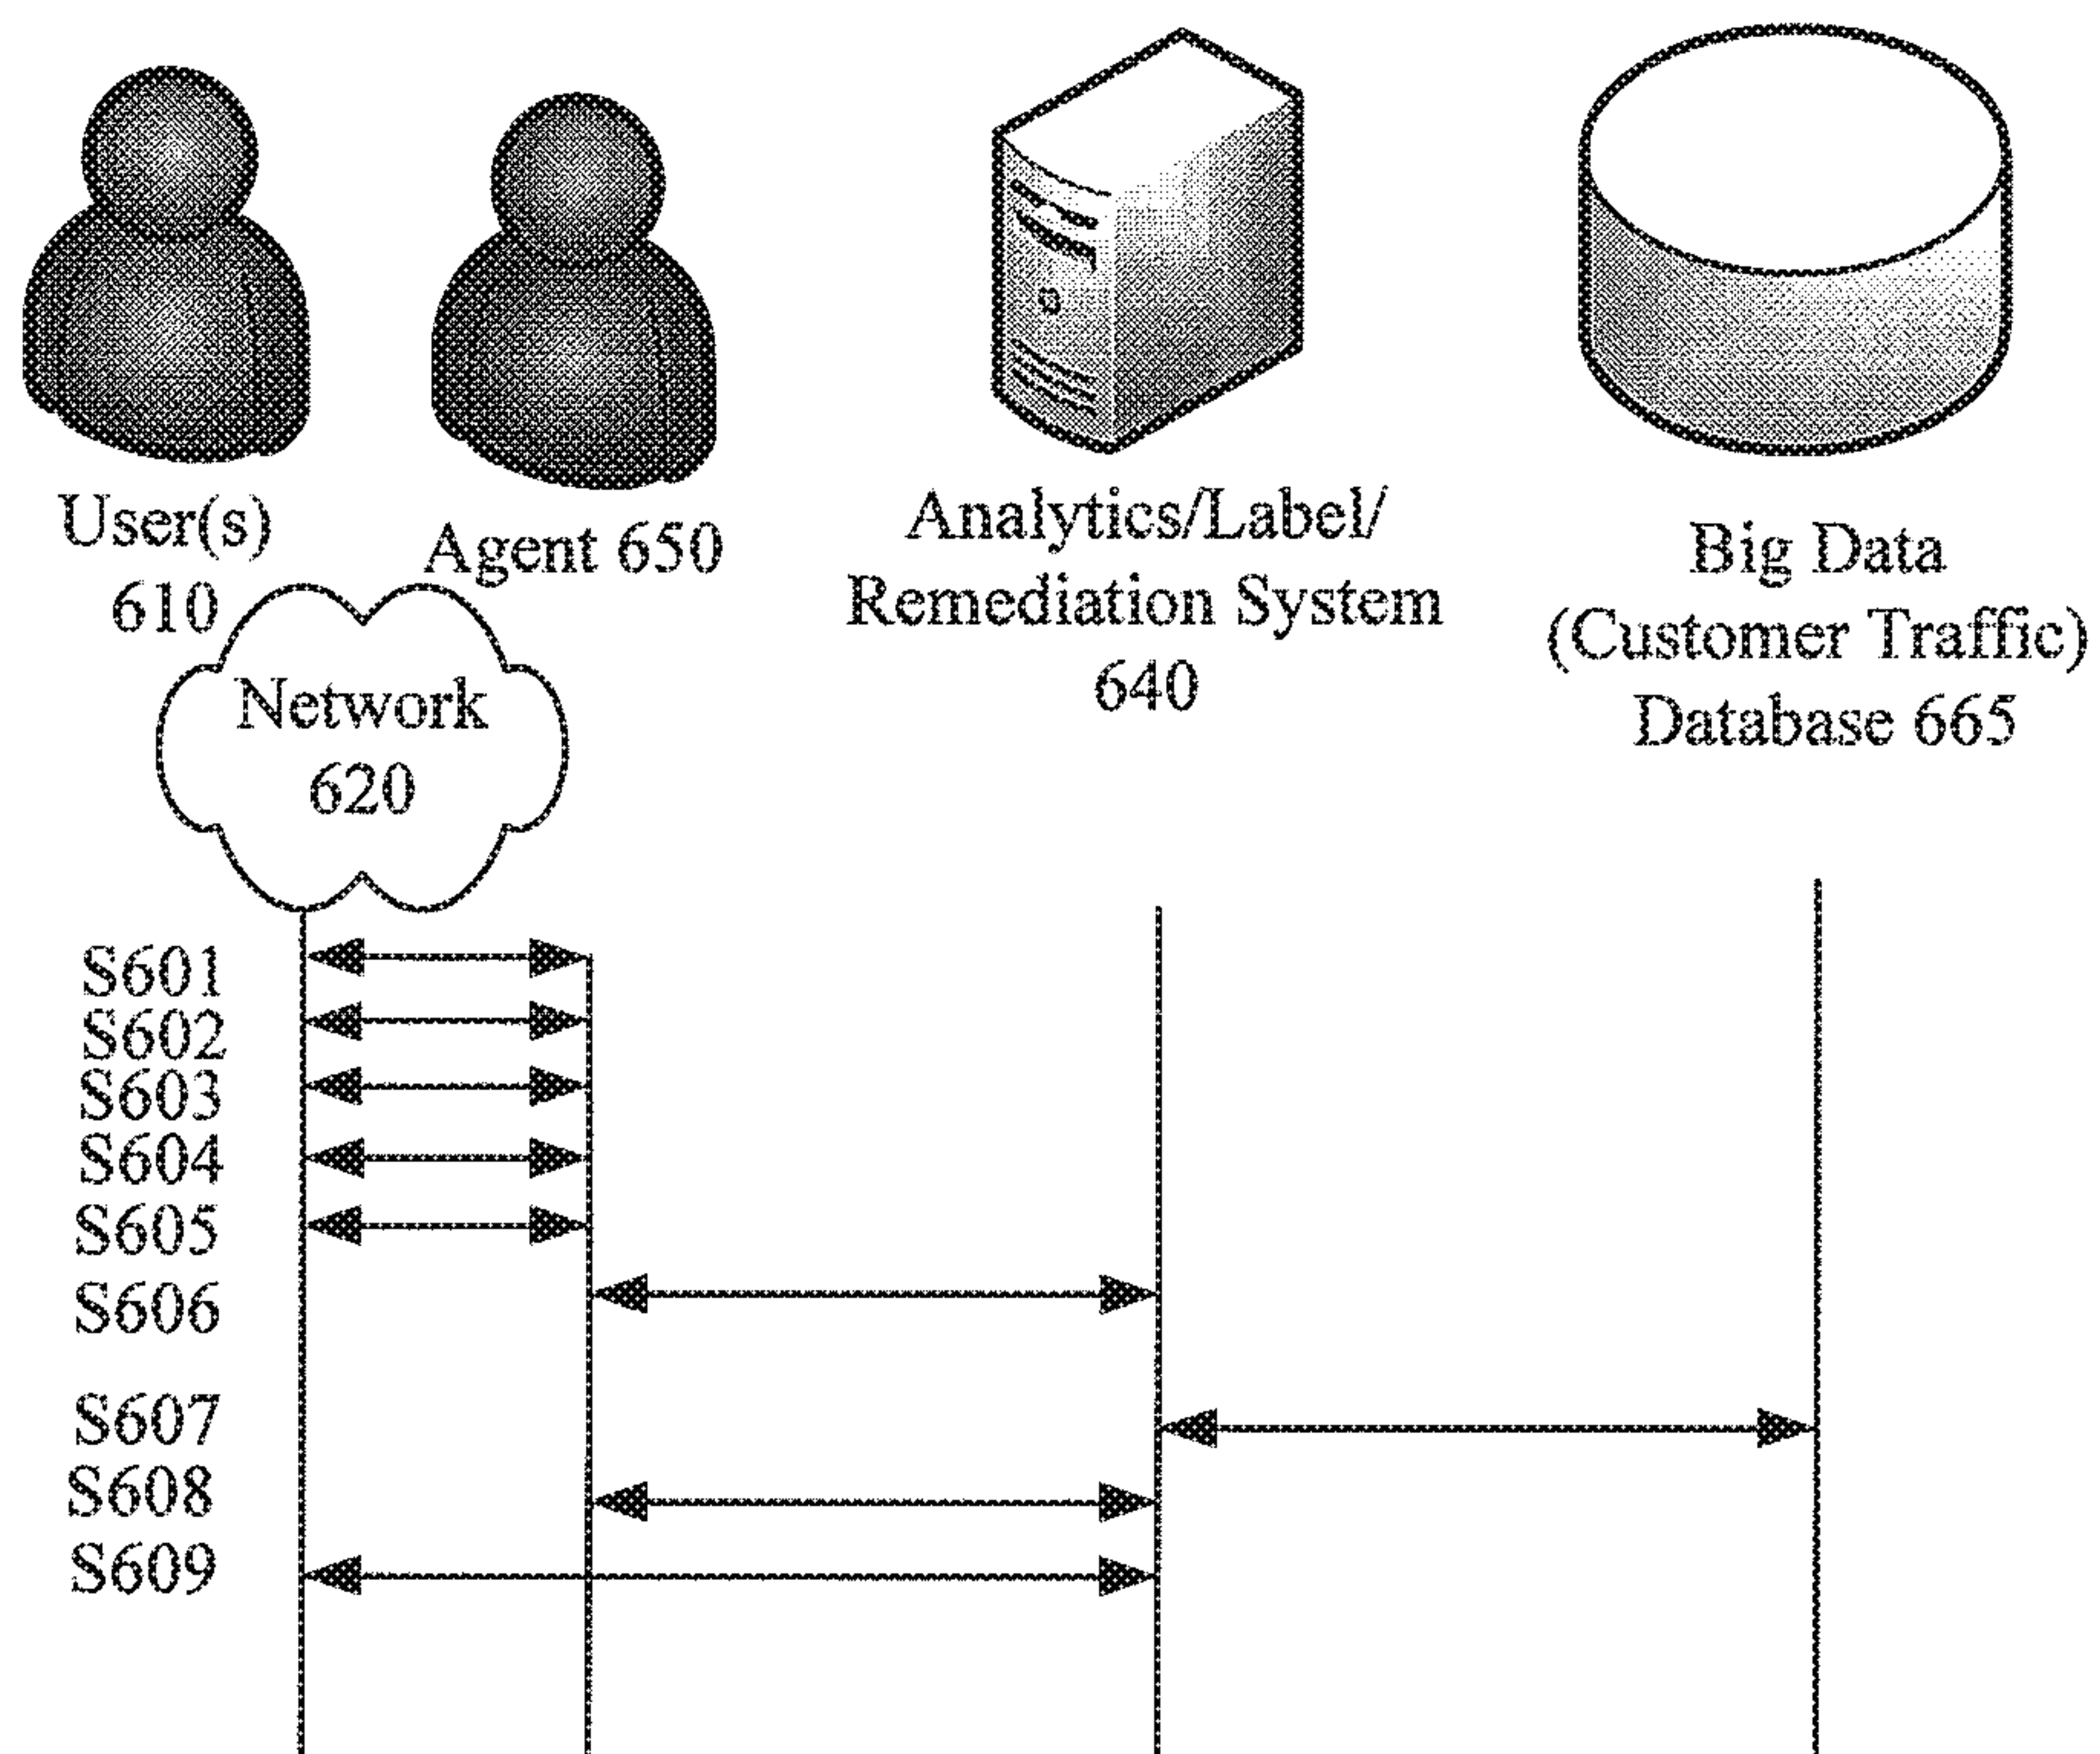 User(s)
610
Agent 650
Analytics/Label/
Remediation System
640
Big Data
(Customer Traffic)
Database 665
Network
620
S601
S602
S603
S604
S605
S606
S607
S608
S609